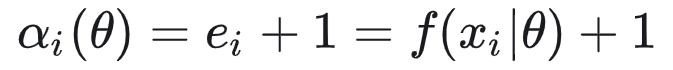 αᵢ(θ) = eᵢ + 1 = f(xᵢ|θ) + 1